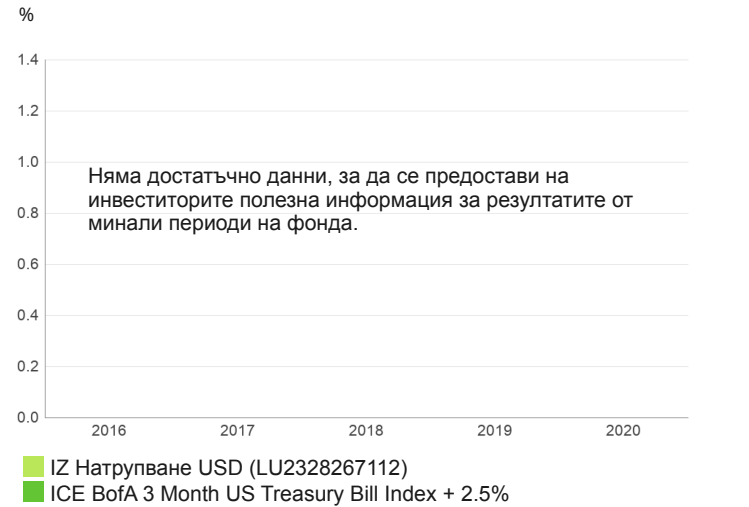 %
1.4
1.2
1.0
Няма достатъчно данни, за да се предостави на
инвеститорите полезна информация за резултатите от
минали периоди на фонда.
0.8
0.6
0.4
0.2
0.0
2016 2017 2018 2019 2020
IZ Натрупване USD (LU2328267112)
ICE BofA 3 Month US Treasury Bill Index + 2.5%